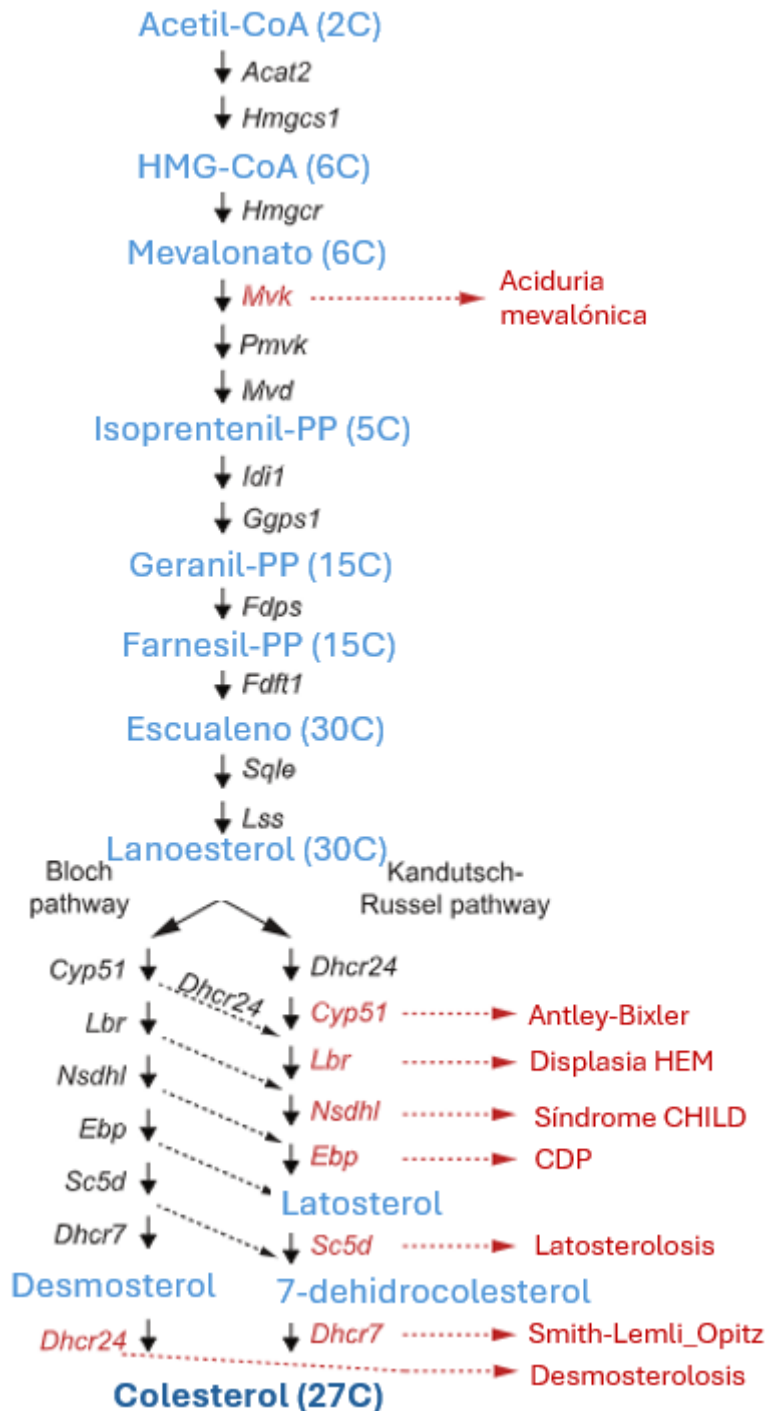 Acetil-CoA (2C)
Acat2
Hmgcs1
HMG-CoA (6C)
Hmgcr
Mevalonato (6C)
Mvk
Aciduria
mevalónica
Pmvk
Mvd
Isoprentenil-PP (5C)
Idi1
Ggps1
Geranil-PP (15C)
Fdps
Farnesil-PP (15C)
Fdft1
Escualeno (30C)
Sqle
Lss
Lanoesterol (30C)
Bloch
pathway
Kandutsch-
Russel pathway
Cyp51
Dhcr24
Dhcr24
Lbr
Cyp51
Antley-Bixler
Nsdhl
Lbr
Displasia HEM
Ebp
Nsdhl
Síndrome CHILD
Sc5d
Ebp
CDP
Dhcr7
Latosterol
Sc5d
Latosterolosis
Desmosterol
7-dehidrocolesterol
Dhcr24
Dhcr7
Smith-Lemli_Opitz
Desmosterolosis
Colesterol (27C)